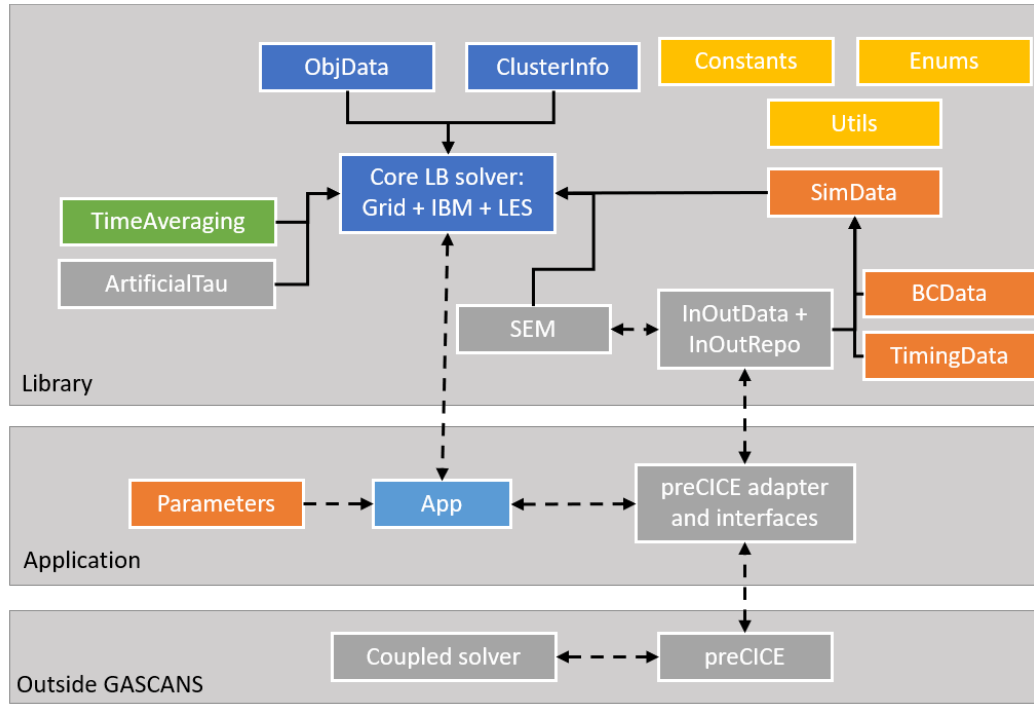 ObjData
ClusterInfo
Constants
Enums
Utils
Core LB solver:
Grid + IBM + LES
SimData
TimeAveraging
ArtificialTau
BCData
SEM
InOutData +
InOutRepo
TimingData
Library
Parameters
App
preCICE adapter
and interfaces
Application
Coupled solver
preCICE
Outside GASCANS